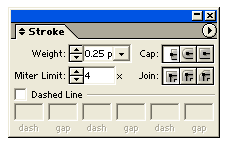 Stroke
Weight: 0.25 p Cap:
Miter Limit: 4 x Join:
Dashed Line
dash gap dash gap dash gap